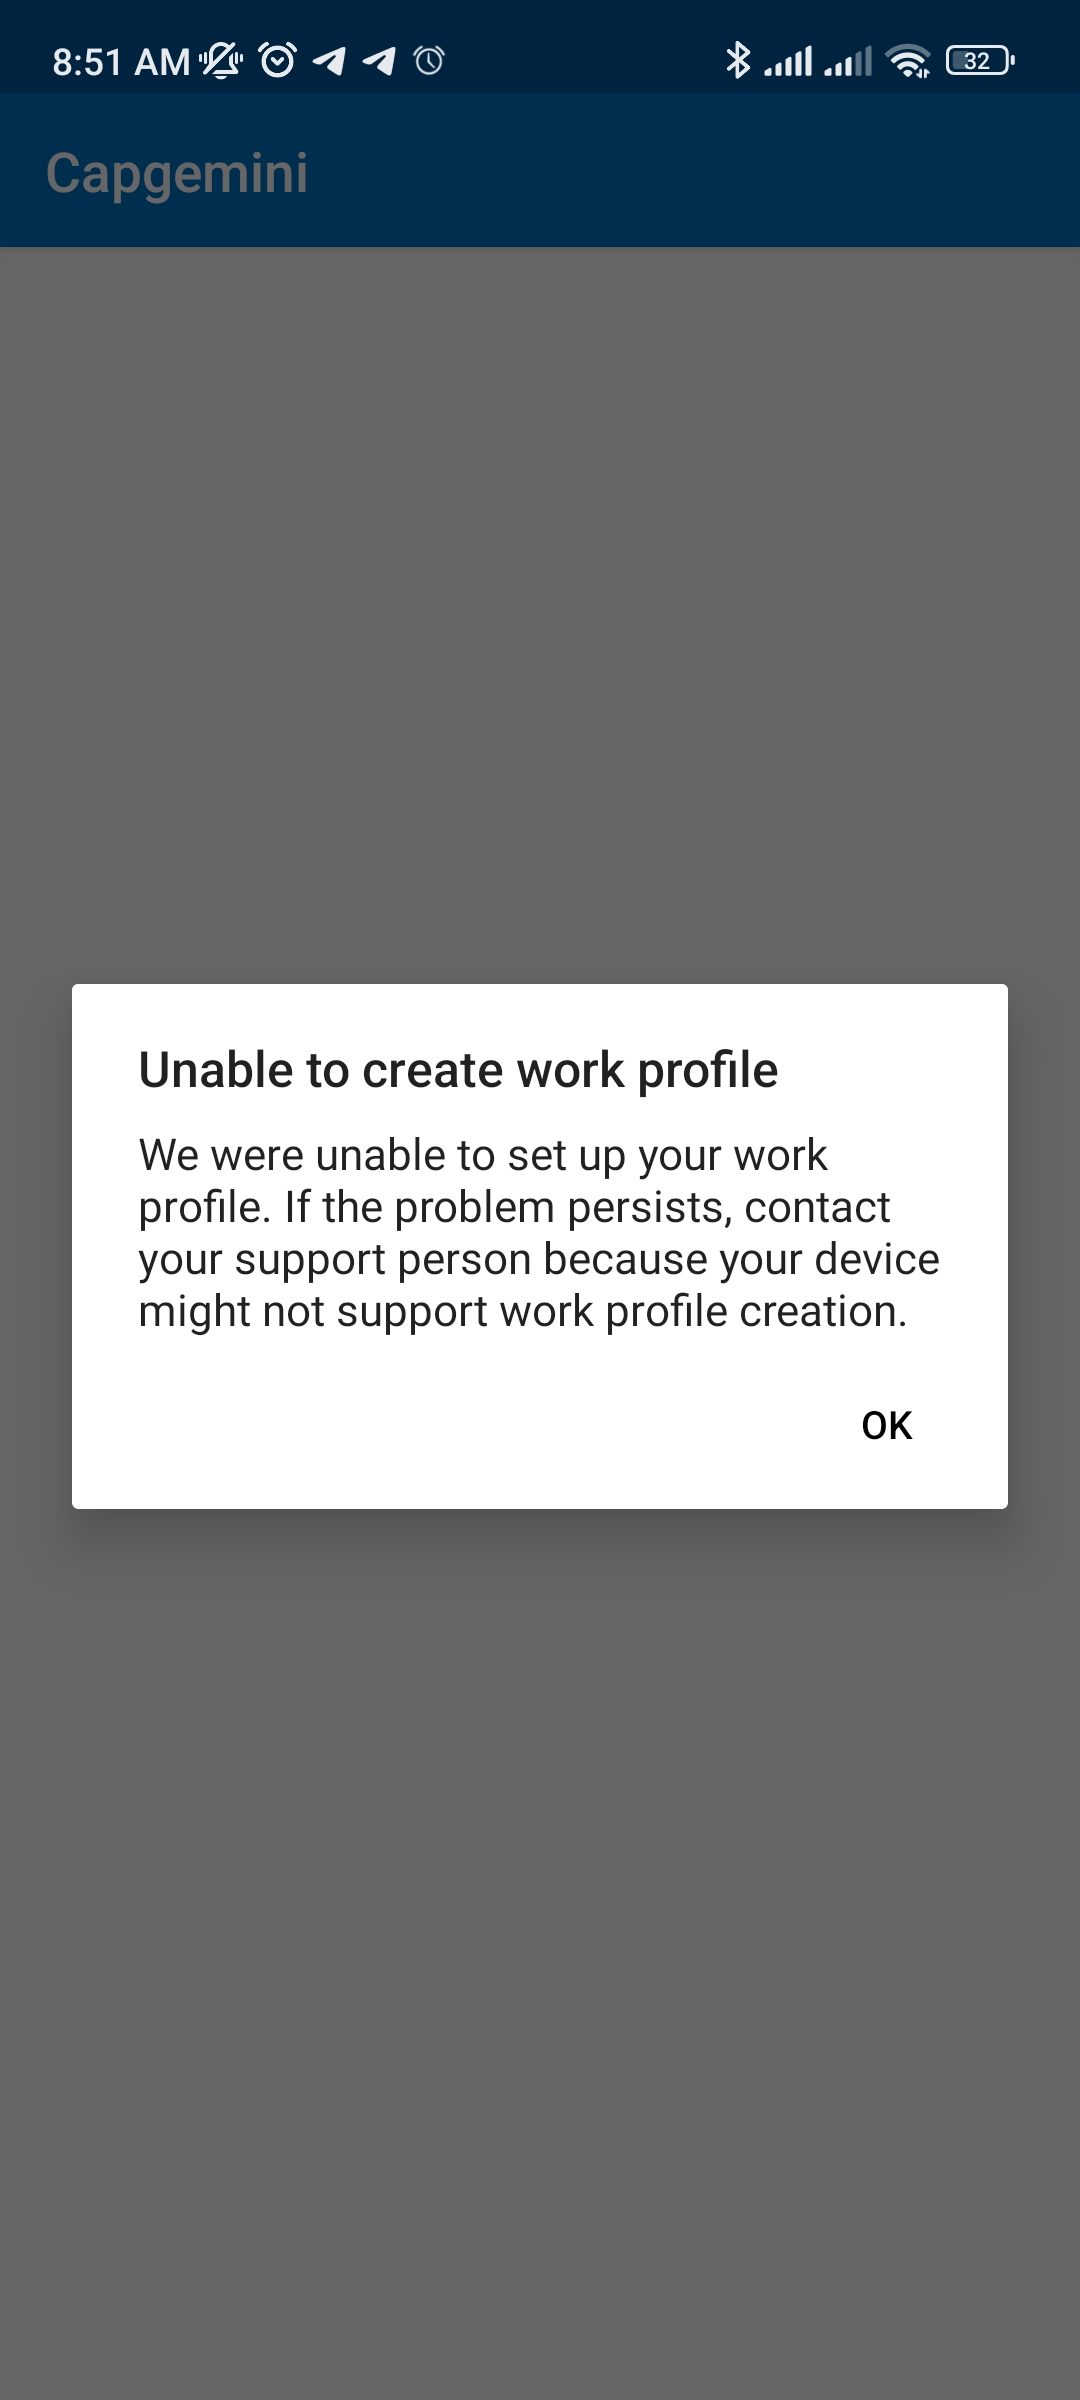 8:51 AM
32
Capgemini
Unable to create work profile
We were unable to set up your work
profile. If the problem persists, contact
your support person because your device
might not support work profile creation.
OK